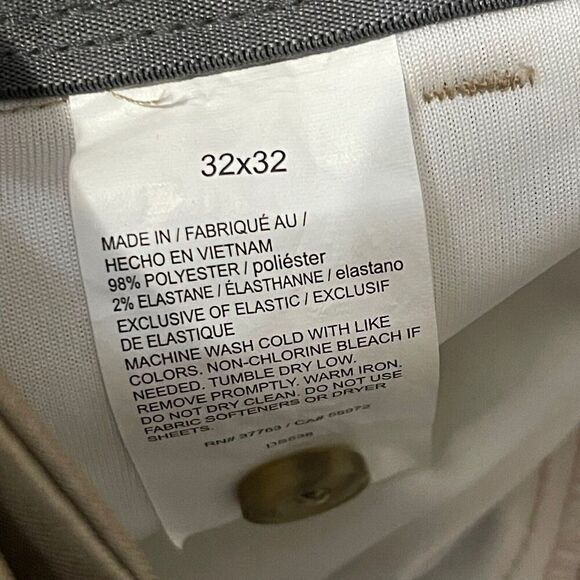 32x32
MADE IN / FABRIQUÉ AU /
HECHO EN VIETNAM
98% POLYESTER / poliéster
2% ELASTANE / ÉLASTHANNE / elastano
EXCLUSIVE OF ELASTIC / EXCLUSIF
DE ELASTIQUE
MACHINE WASH COLD WITH LIKE
COLORS. NON-CHLORINE BLEACH IF
NEEDED. TUMBLE DRY LOW.
REMOVE PROMPTLY. WARM IRON.
DO NOT DRY CLEAN. DO NOT USE
FABRIC SOFTENERS OR DRYER
SHEETS.
RN# 37763 / CA#